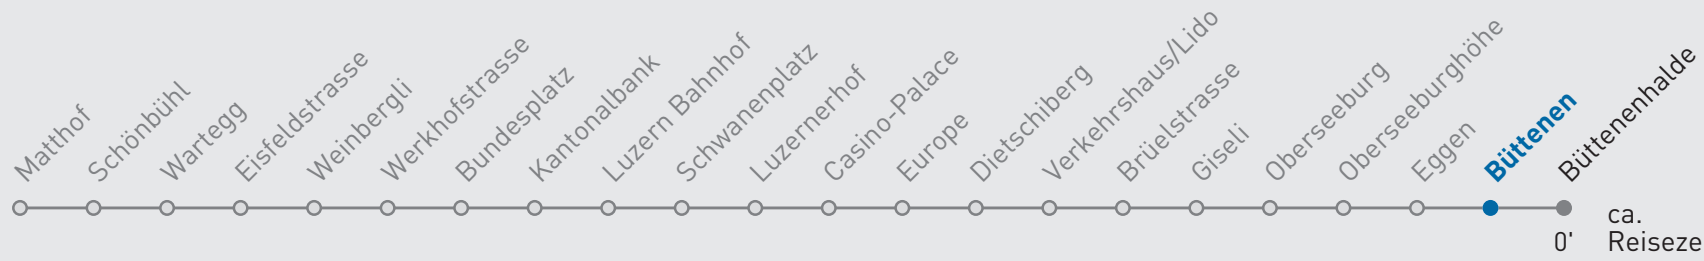 Matthof
Schönbühl
Wartegg
Eisfeldstrasse
Weinbergli
Werkhofstrasse
Bundesplatz
Kantonalbank
Luzern Bahnhof
Schwanenplatz
Luzernerhof
Casino-Palace
Europe
Dietschiberg
Verkehrshaus/Lido
Brüelstrasse
Giseli
Oberseeburg
Oberseeburghöhe
Eggen
Büttenen
Büttenenhalde
ca.
0' Reiseze